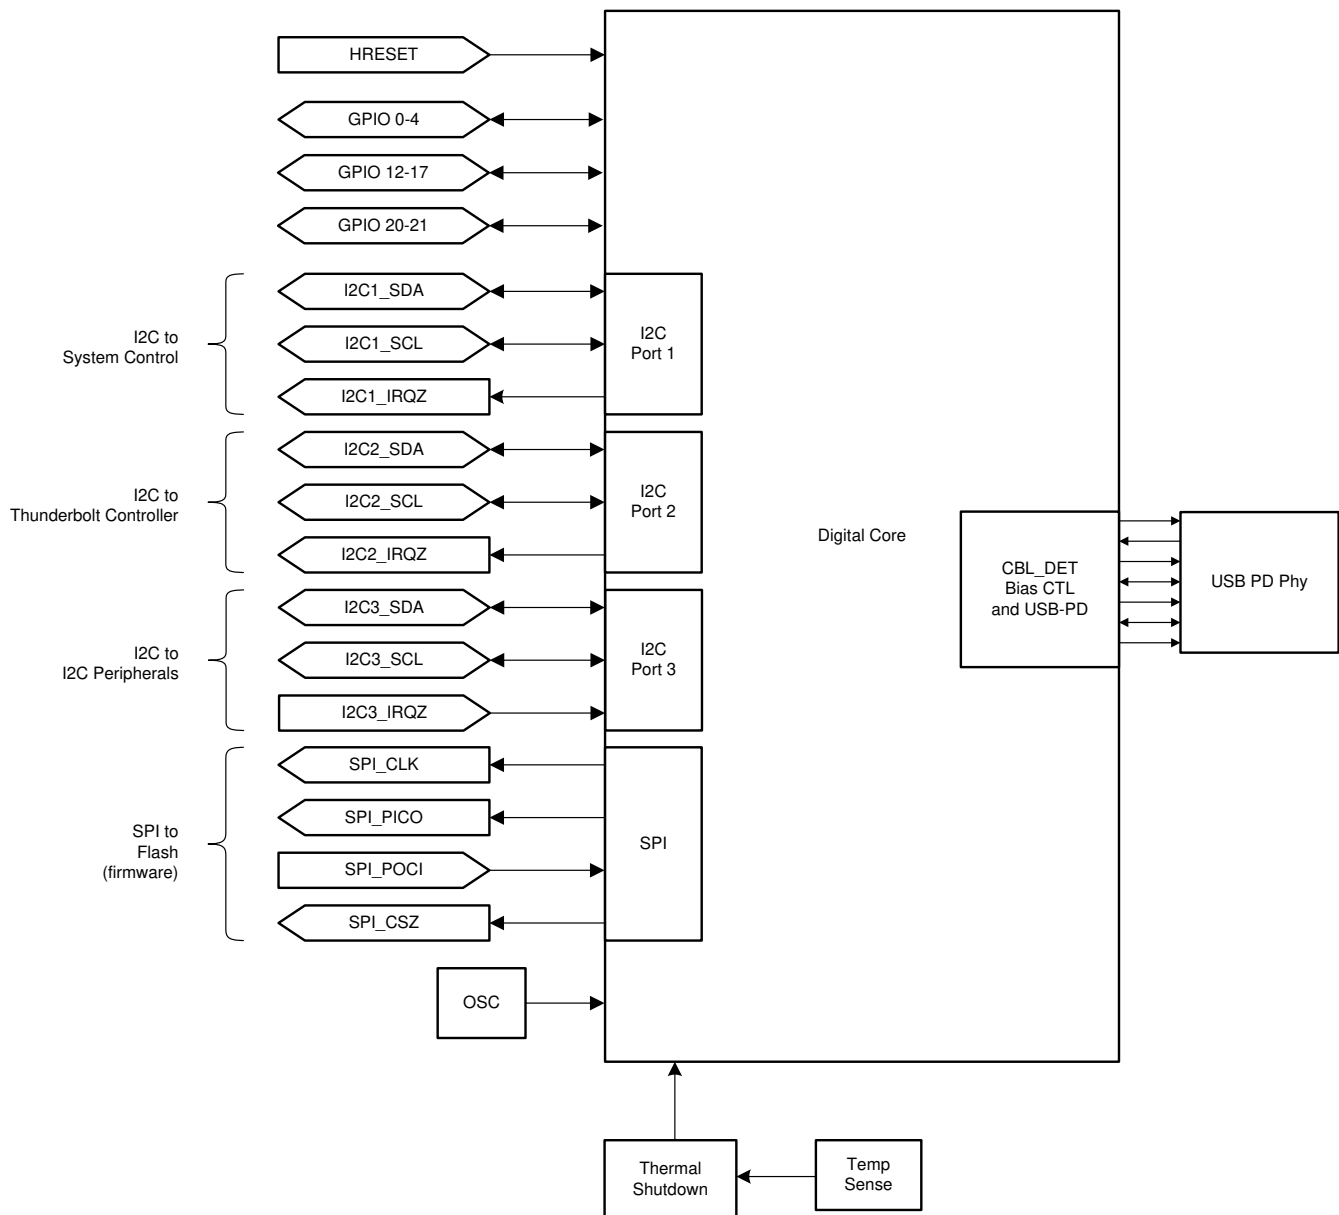 HRESET
GPIO 0-4
GPIO 12-17
GPIO 20-21
I2C to
System Control
I2C1_SDA
I2C1_SCL
I2C1_IRQZ
I2C
Port 1
I2C to
Thunderbolt Controller
I2C2_SDA
I2C2_SCL
I2C2_IRQZ
I2C
Port 2
I2C to
I2C Peripherals
I2C3_SDA
I2C3_SCL
I2C3_IRQZ
I2C
Port 3
SPI to
Flash
(firmware)
SPI_CLK
SPI_PICO
SPI_POCI
SPI_CSZ
SPI
OSC
Digital Core
CBL_DET
Bias CTL
and USB-PD
USB PD Phy
Thermal
Shutdown
Temp
Sense